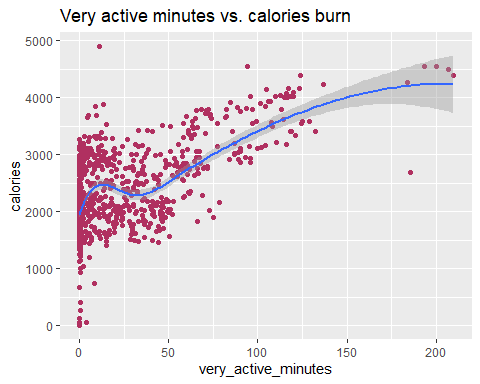 Very active minutes vs. calories burn
5000
4000
3000
2000
1000
0
calories
0 50 100 150 200
very_active_minutes